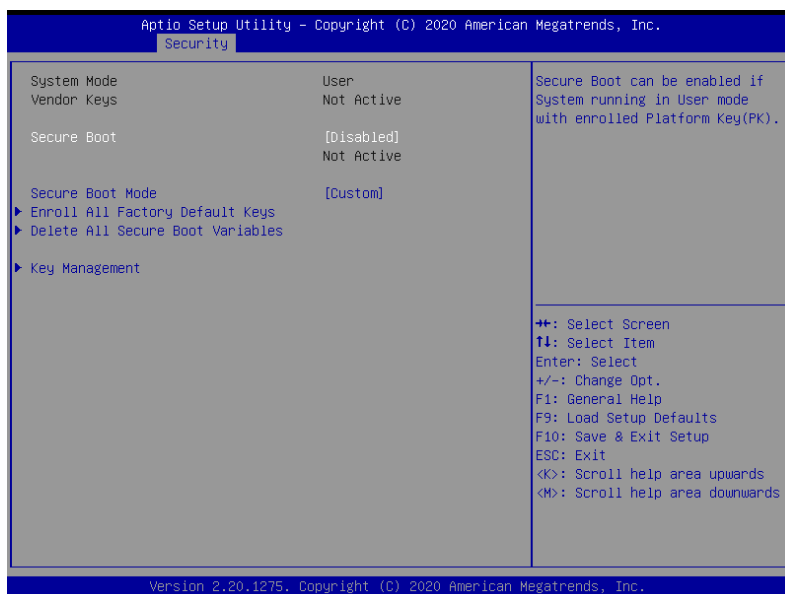 Aptio Setup Utility – Copyright (C) 2020 American Megatrends, Inc.
Security
System Mode User
Vendor Keys Not Active
Secure Boot [Disabled]
Not Active
Secure Boot Mode [Custom]
Enroll All Factory Default Keys
Delete All Secure Boot Variables
Key Management
Secure Boot can be enabled if
System running in User mode
with enrolled Platform Key(PK).
→←: Select Screen
↑↓: Select Item
Enter: Select
+/-: Change Opt.
F1: General Help
F9: Load Setup Defaults
F10: Save & Exit Setup
ESC: Exit
<K>: Scroll help area upwards
<M>: Scroll help area downwards
Version 2.20.1275. Copyright (C) 2020 American Megatrends, Inc.